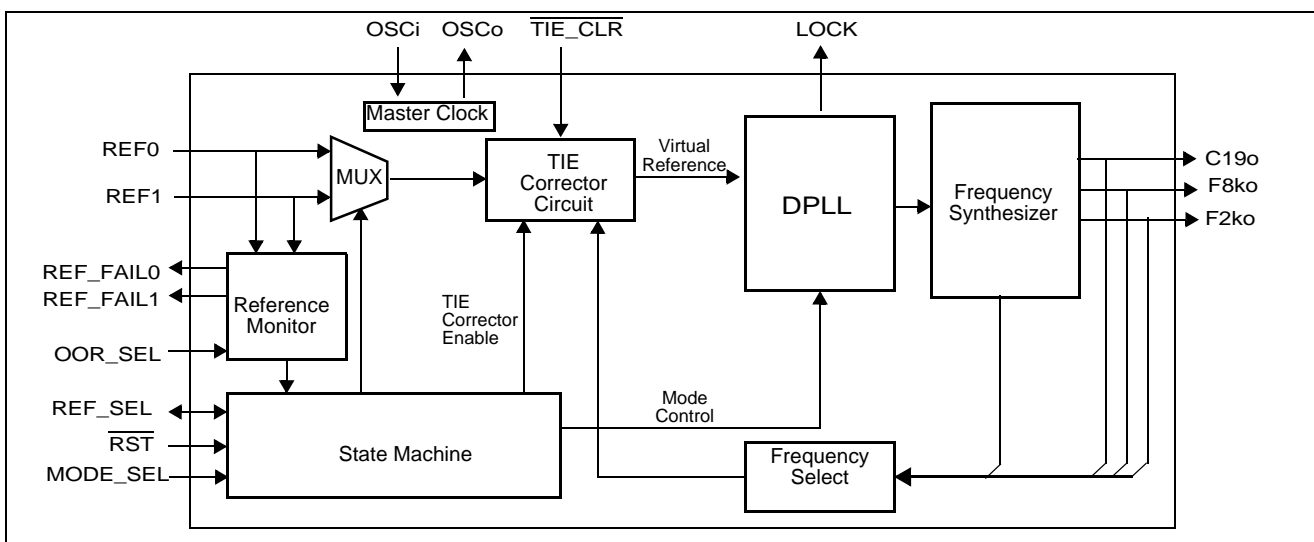 OSCi
OSCo
TIE_CLR
LOCK
Master Clock
REF0
REF1
MUX
TIE
Corrector
Circuit
Virtual
Reference
DPLL
Frequency
Synthesizer
C19o
F8ko
F2ko
REF_FAIL0
REF_FAIL1
OOR_SEL
Reference
Monitor
TIE
Corrector
Enable
REF_SEL
RST
MODE_SEL
State Machine
Mode
Control
Frequency
Select